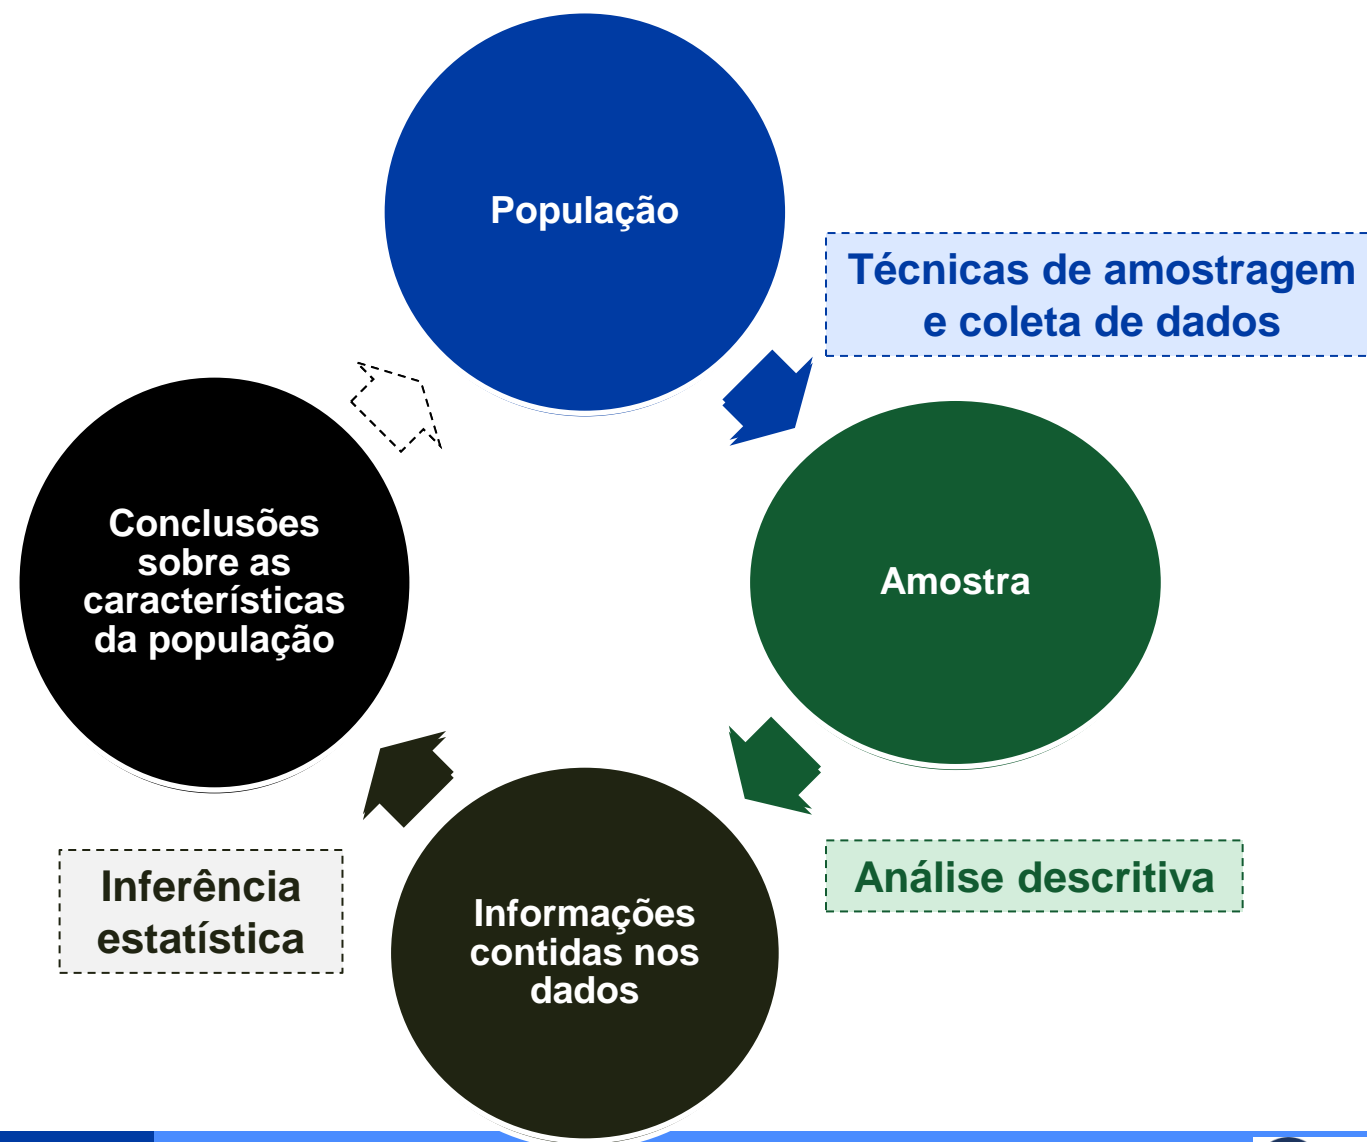 População
Técnicas de amostragem
e coleta de dados
Amostra
Análise descritiva
Informações
contidas nos
dados
Inferência
estatística
Conclusões
sobre as
características
da população